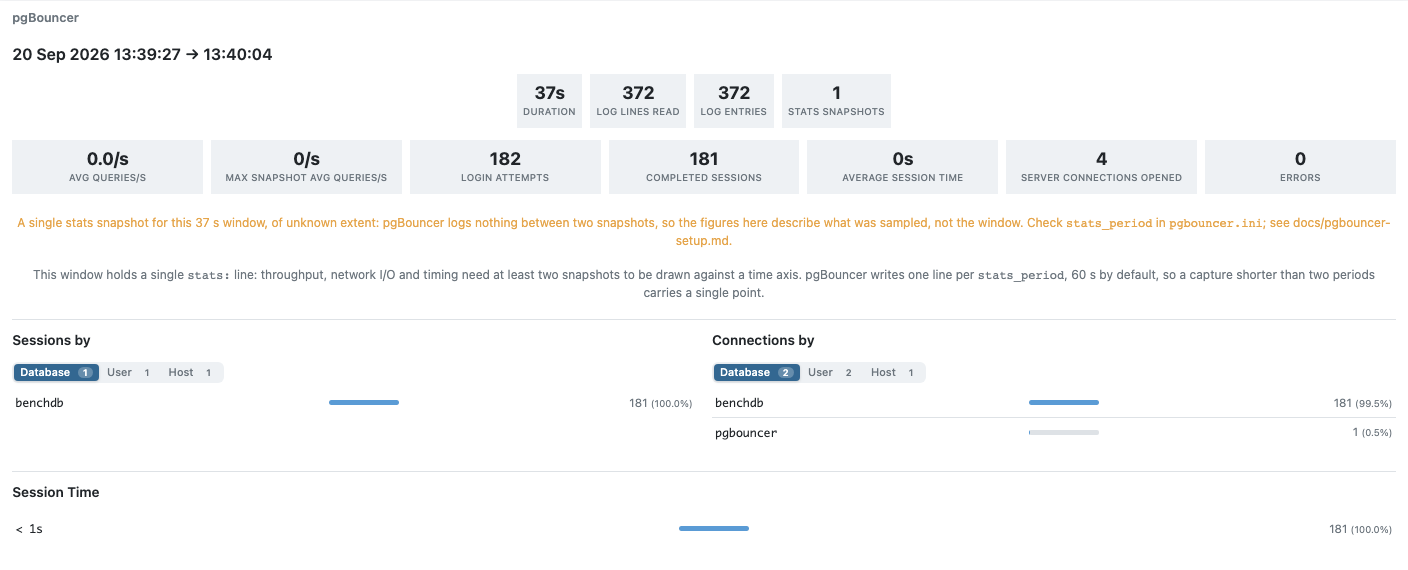 pgBouncer
20 Sep 2026 13:39:27 → 13:40:04
37s
DURATION
372
LOG LINES READ
372
LOG ENTRIES
1
STATS SNAPSHOTS
0.0/s
AVG QUERIES/S
0/s
MAX SNAPSHOT AVG QUERIES/S
182
LOGIN ATTEMPTS
181
COMPLETED SESSIONS
0s
AVERAGE SESSION TIME
4
SERVER CONNECTIONS OPENED
0
ERRORS
A single stats snapshot for this 37 s window, of unknown extent: pgBouncer logs nothing between two snapshots, so the figures here describe what was sampled, not the window. Check stats_period in pgbouncer.ini; see docs/pgbouncer-
setup.md.
This window holds a single stats: line: throughput, network I/O and timing need at least two snapshots to be drawn against a time axis. pgBouncer writes one line per stats_period, 60 s by default, so a capture shorter than two periods
carries a single point.
Sessions by
Database 1 User 1 Host 1
benchdb 181 (100.0%)
Connections by
Database 2 User 2 Host 1
benchdb 181 (99.5%)
pgbouncer 1 (0.5%)
Session Time
< 1s 181 (100.0%)